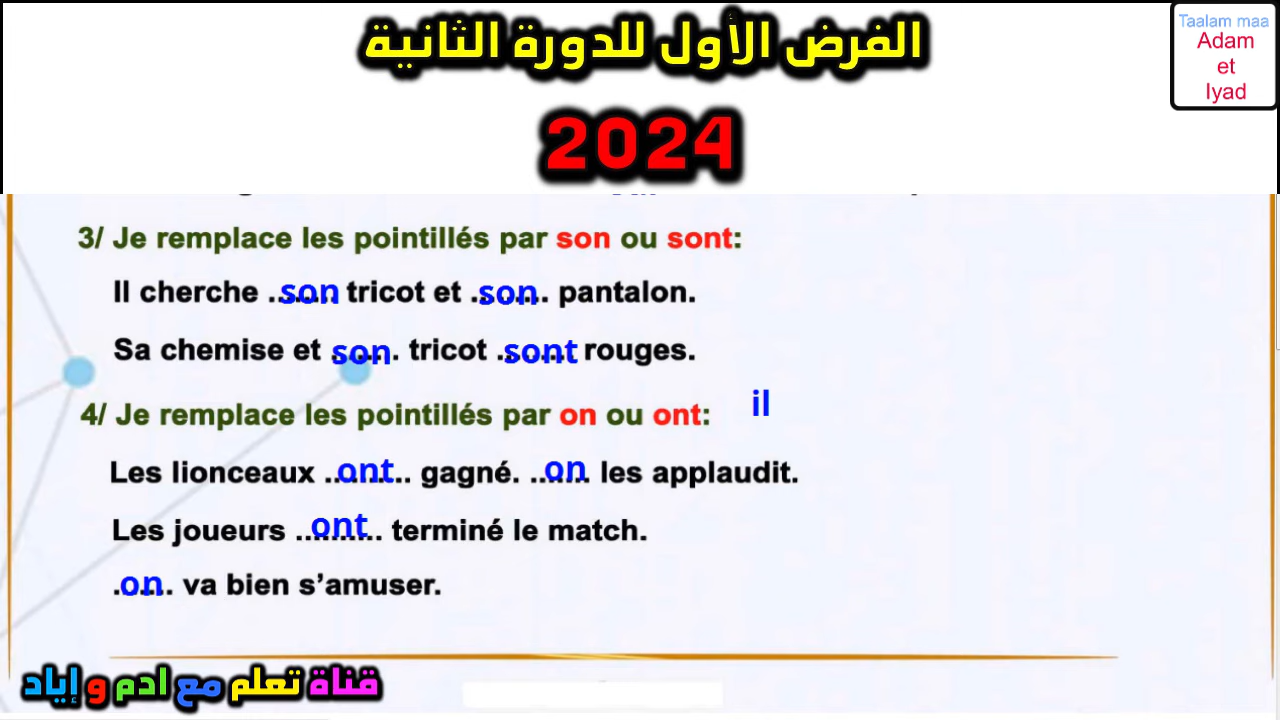 الفرض الأول للدورة الثانية
2024
Taalam maa
Adam
et
Iyad
3/ Je remplace les pointillés par son ou sont:
Il cherche ..son.. tricot et ..son.. pantalon.
Sa chemise et ..son.. tricot ..sont.. rouges.
4/ Je remplace les pointillés par on ou ont: il
Les lionceaux ..ont.. gagné. ..on.. les applaudit.
Les joueurs ..ont.. terminé le match.
..on.. va bien s’amuser.
قناة تعلم مع ادم و إياد